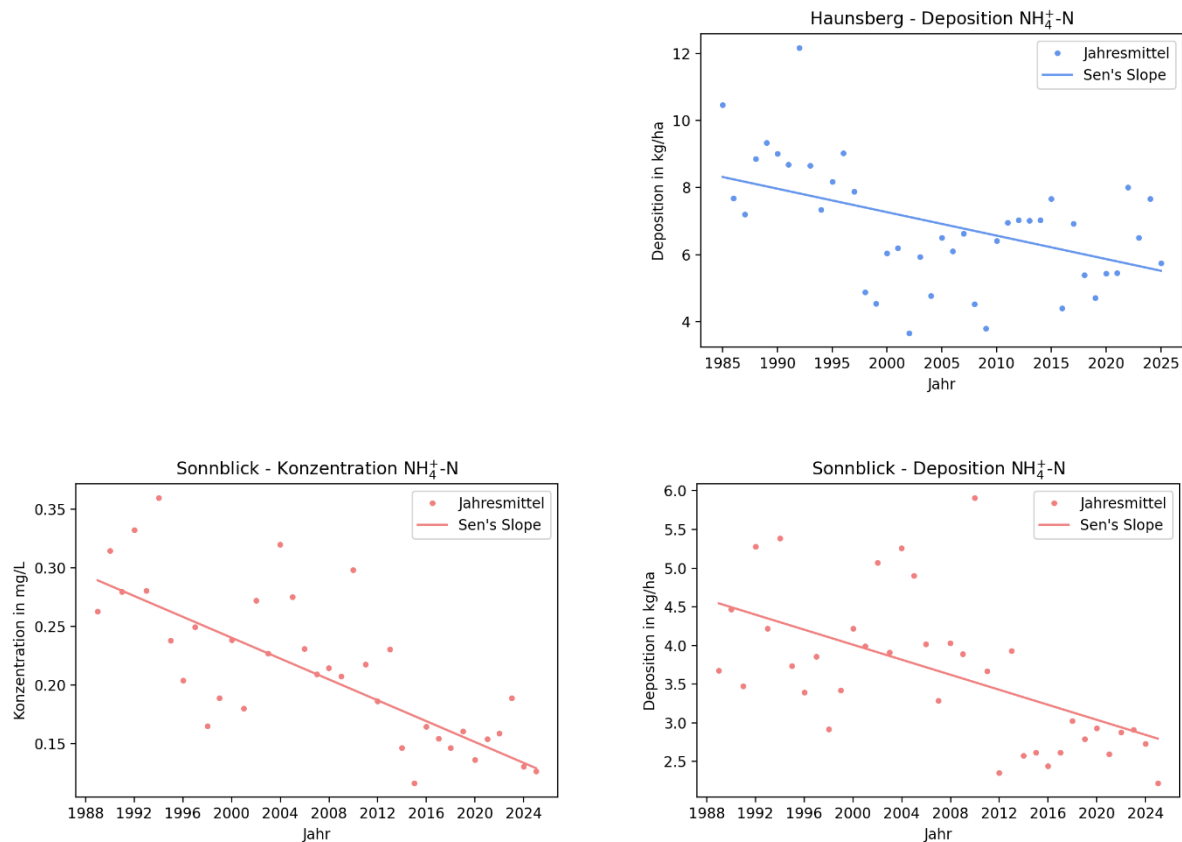 Haunsberg - Deposition NH₄⁺-N
Jahresmittel
Sen's Slope
Deposition in kg/ha
12
10
8
6
4
1985 1990 1995 2000 2005 2010 2015 2020 2025
Jahr
Sonnblick - Konzentration NH₄⁺-N
Jahresmittel
Sen's Slope
Konzentration in mg/L
0.35
0.30
0.25
0.20
0.15
1988 1992 1996 2000 2004 2008 2012 2016 2020 2024
Jahr
Sonnblick - Deposition NH₄⁺-N
Jahresmittel
Sen's Slope
Deposition in kg/ha
6.0
5.5
5.0
4.5
4.0
3.5
3.0
2.5
1988 1992 1996 2000 2004 2008 2012 2016 2020 2024
Jahr